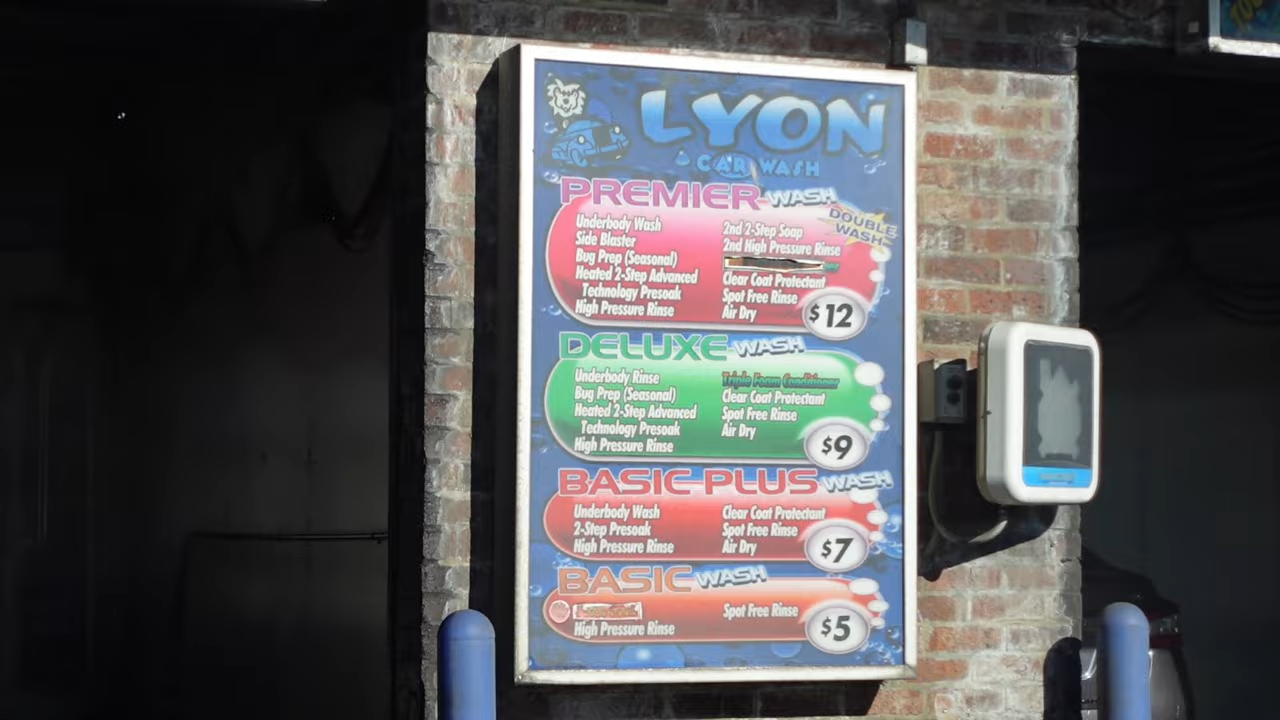 LYON
CAR WASH
PREMIER WASH
DOUBLE
WASH
Underbody Wash
Side Blaster
Bug Prep (Seasonal)
Heated 2-Step Advanced
Technology Presoak
High Pressure Rinse
2nd 2-Step Soap
2nd High Pressure Rinse
Clear Coat Protectant
Spot Free Rinse
Air Dry
$12
DELUXE WASH
Underbody Rinse
Bug Prep (Seasonal)
Heated 2-Step Advanced
Technology Presoak
High Pressure Rinse
Triple Foam Conditioner
Clear Coat Protectant
Spot Free Rinse
Air Dry
$9
BASIC PLUS WASH
Underbody Wash
2-Step Presoak
High Pressure Rinse
Clear Coat Protectant
Spot Free Rinse
Air Dry
$7
BASIC WASH
High Pressure Rinse
Spot Free Rinse
$5